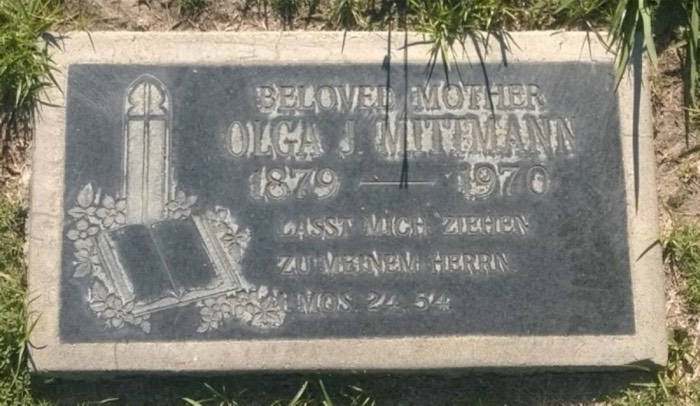 BELOVED MOTHER
OLGA J. MITTMANN
1879 — 1970
LASST MICH ZIEHEN
ZU MEINEM HERRN
1. MOS. 24, 54